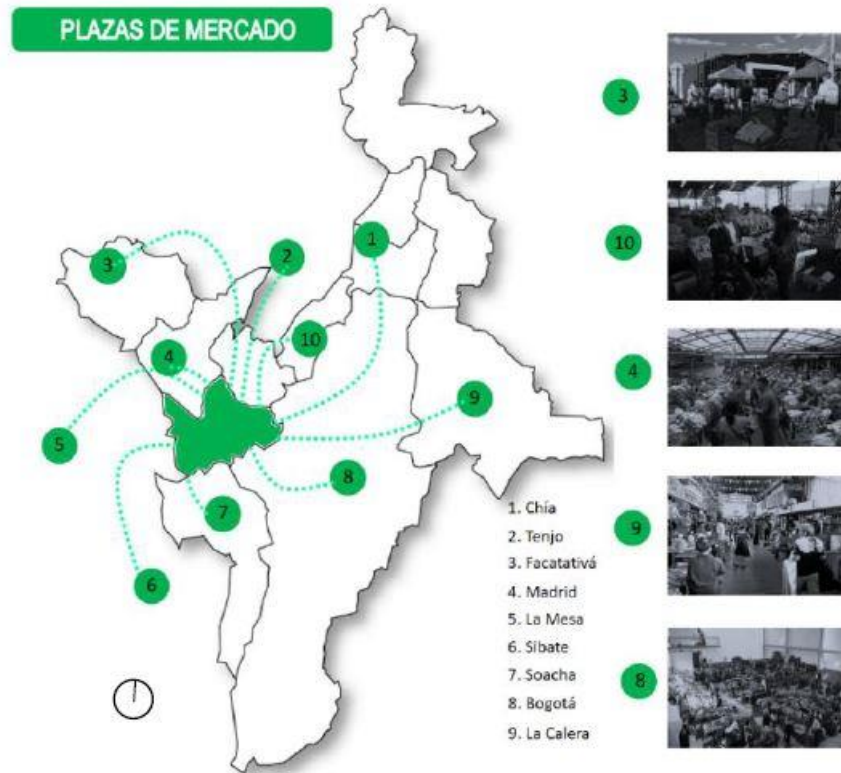 PLAZAS DE MERCADO
3
1
2
3
10
10
4
4
9
5
8
7
6
1. Chía
2. Tenjo
3. Facatativá
4. Madrid
5. La Mesa
6. Sibate
7. Soacha
8. Bogotá
9. La Calera
9
8